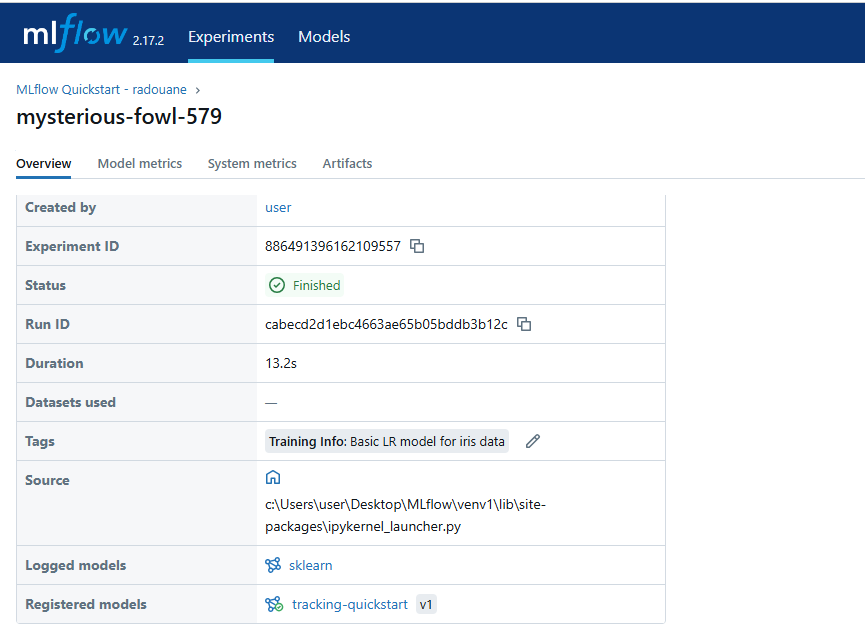 mlflow 2.17.2 Experiments Models
MLflow Quickstart - radouane >
mysterious-fowl-579
Overview Model metrics System metrics Artifacts
Created by user
Experiment ID 886491396162109557
Status Finished
Run ID cabecd2d1ebc4663ae65b05bddb3b12c
Duration 13.2s
Datasets used —
Tags Training Info: Basic LR model for iris data
Source
c:\Users\user\Desktop\MLflow\venv1\lib\site-
packages\ipykernel_launcher.py
Logged models sklearn
Registered models tracking-quickstart v1